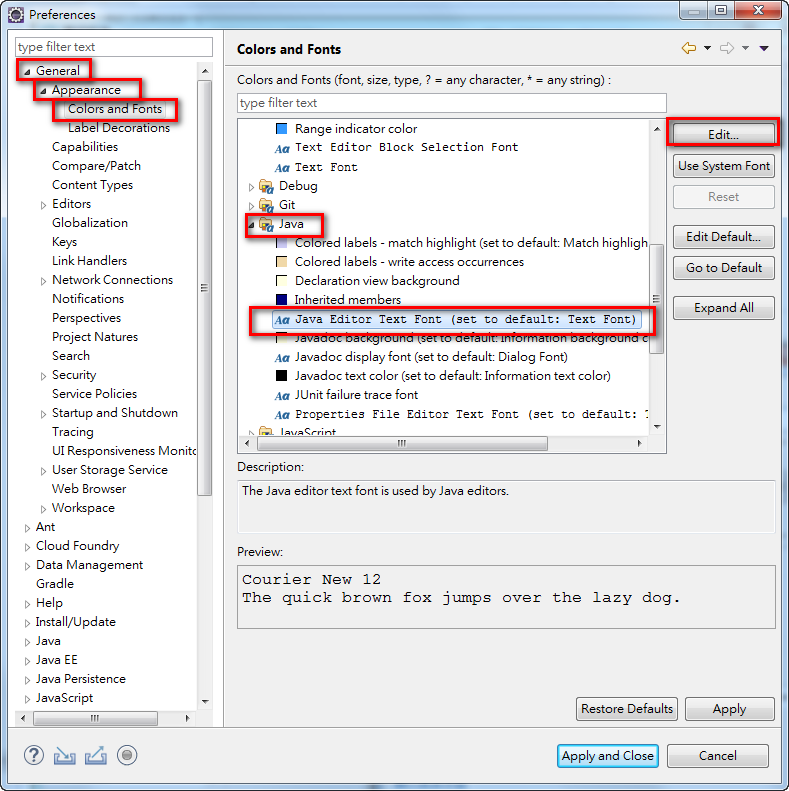 Preferences
type filter text
General
Appearance
Colors and Fonts
Label Decorations
Capabilities
Compare/Patch
Content Types
Editors
Globalization
Keys
Link Handlers
Network Connections
Notifications
Perspectives
Project Natures
Search
Security
Service Policies
Startup and Shutdown
Tracing
UI Responsiveness Monito
User Storage Service
Web Browser
Workspace
Ant
Cloud Foundry
Data Management
Gradle
Help
Install/Update
Java
Java EE
Java Persistence
JavaScript
Colors and Fonts
Colors and Fonts (font, size, type, ? = any character, * = any string) :
type filter text
Range indicator color
Aa Text Editor Block Selection Font
Aa Text Font
Debug
Git
Java
Colored labels - match highlight (set to default: Match highligh
Colored labels - write access occurrences
Declaration view background
Inherited members
Aa Java Editor Text Font (set to default: Text Font)
Javadoc background (set to default: Information background c
Aa Javadoc display font (set to default: Dialog Font)
Javadoc text color (set to default: Information text color)
Aa JUnit failure trace font
Aa Properties File Editor Text Font (set to default: T
JavaScript
Edit...
Use System Font
Reset
Edit Default...
Go to Default
Expand All
Description:
The Java editor text font is used by Java editors.
Preview:
Courier New 12
The quick brown fox jumps over the lazy dog.
Restore Defaults
Apply
?
Apply and Close
Cancel